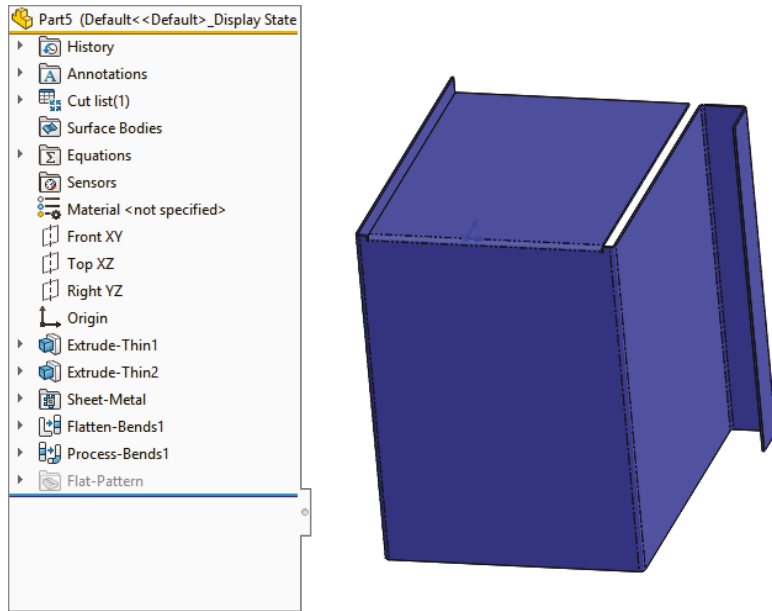 Part5 (Default<<Default>_Display State
History
Annotations
Cut list(1)
Surface Bodies
Equations
Sensors
Material <not specified>
Front XY
Top XZ
Right YZ
Origin
Extrude-Thin1
Extrude-Thin2
Sheet-Metal
Flatten-Bends1
Process-Bends1
Flat-Pattern